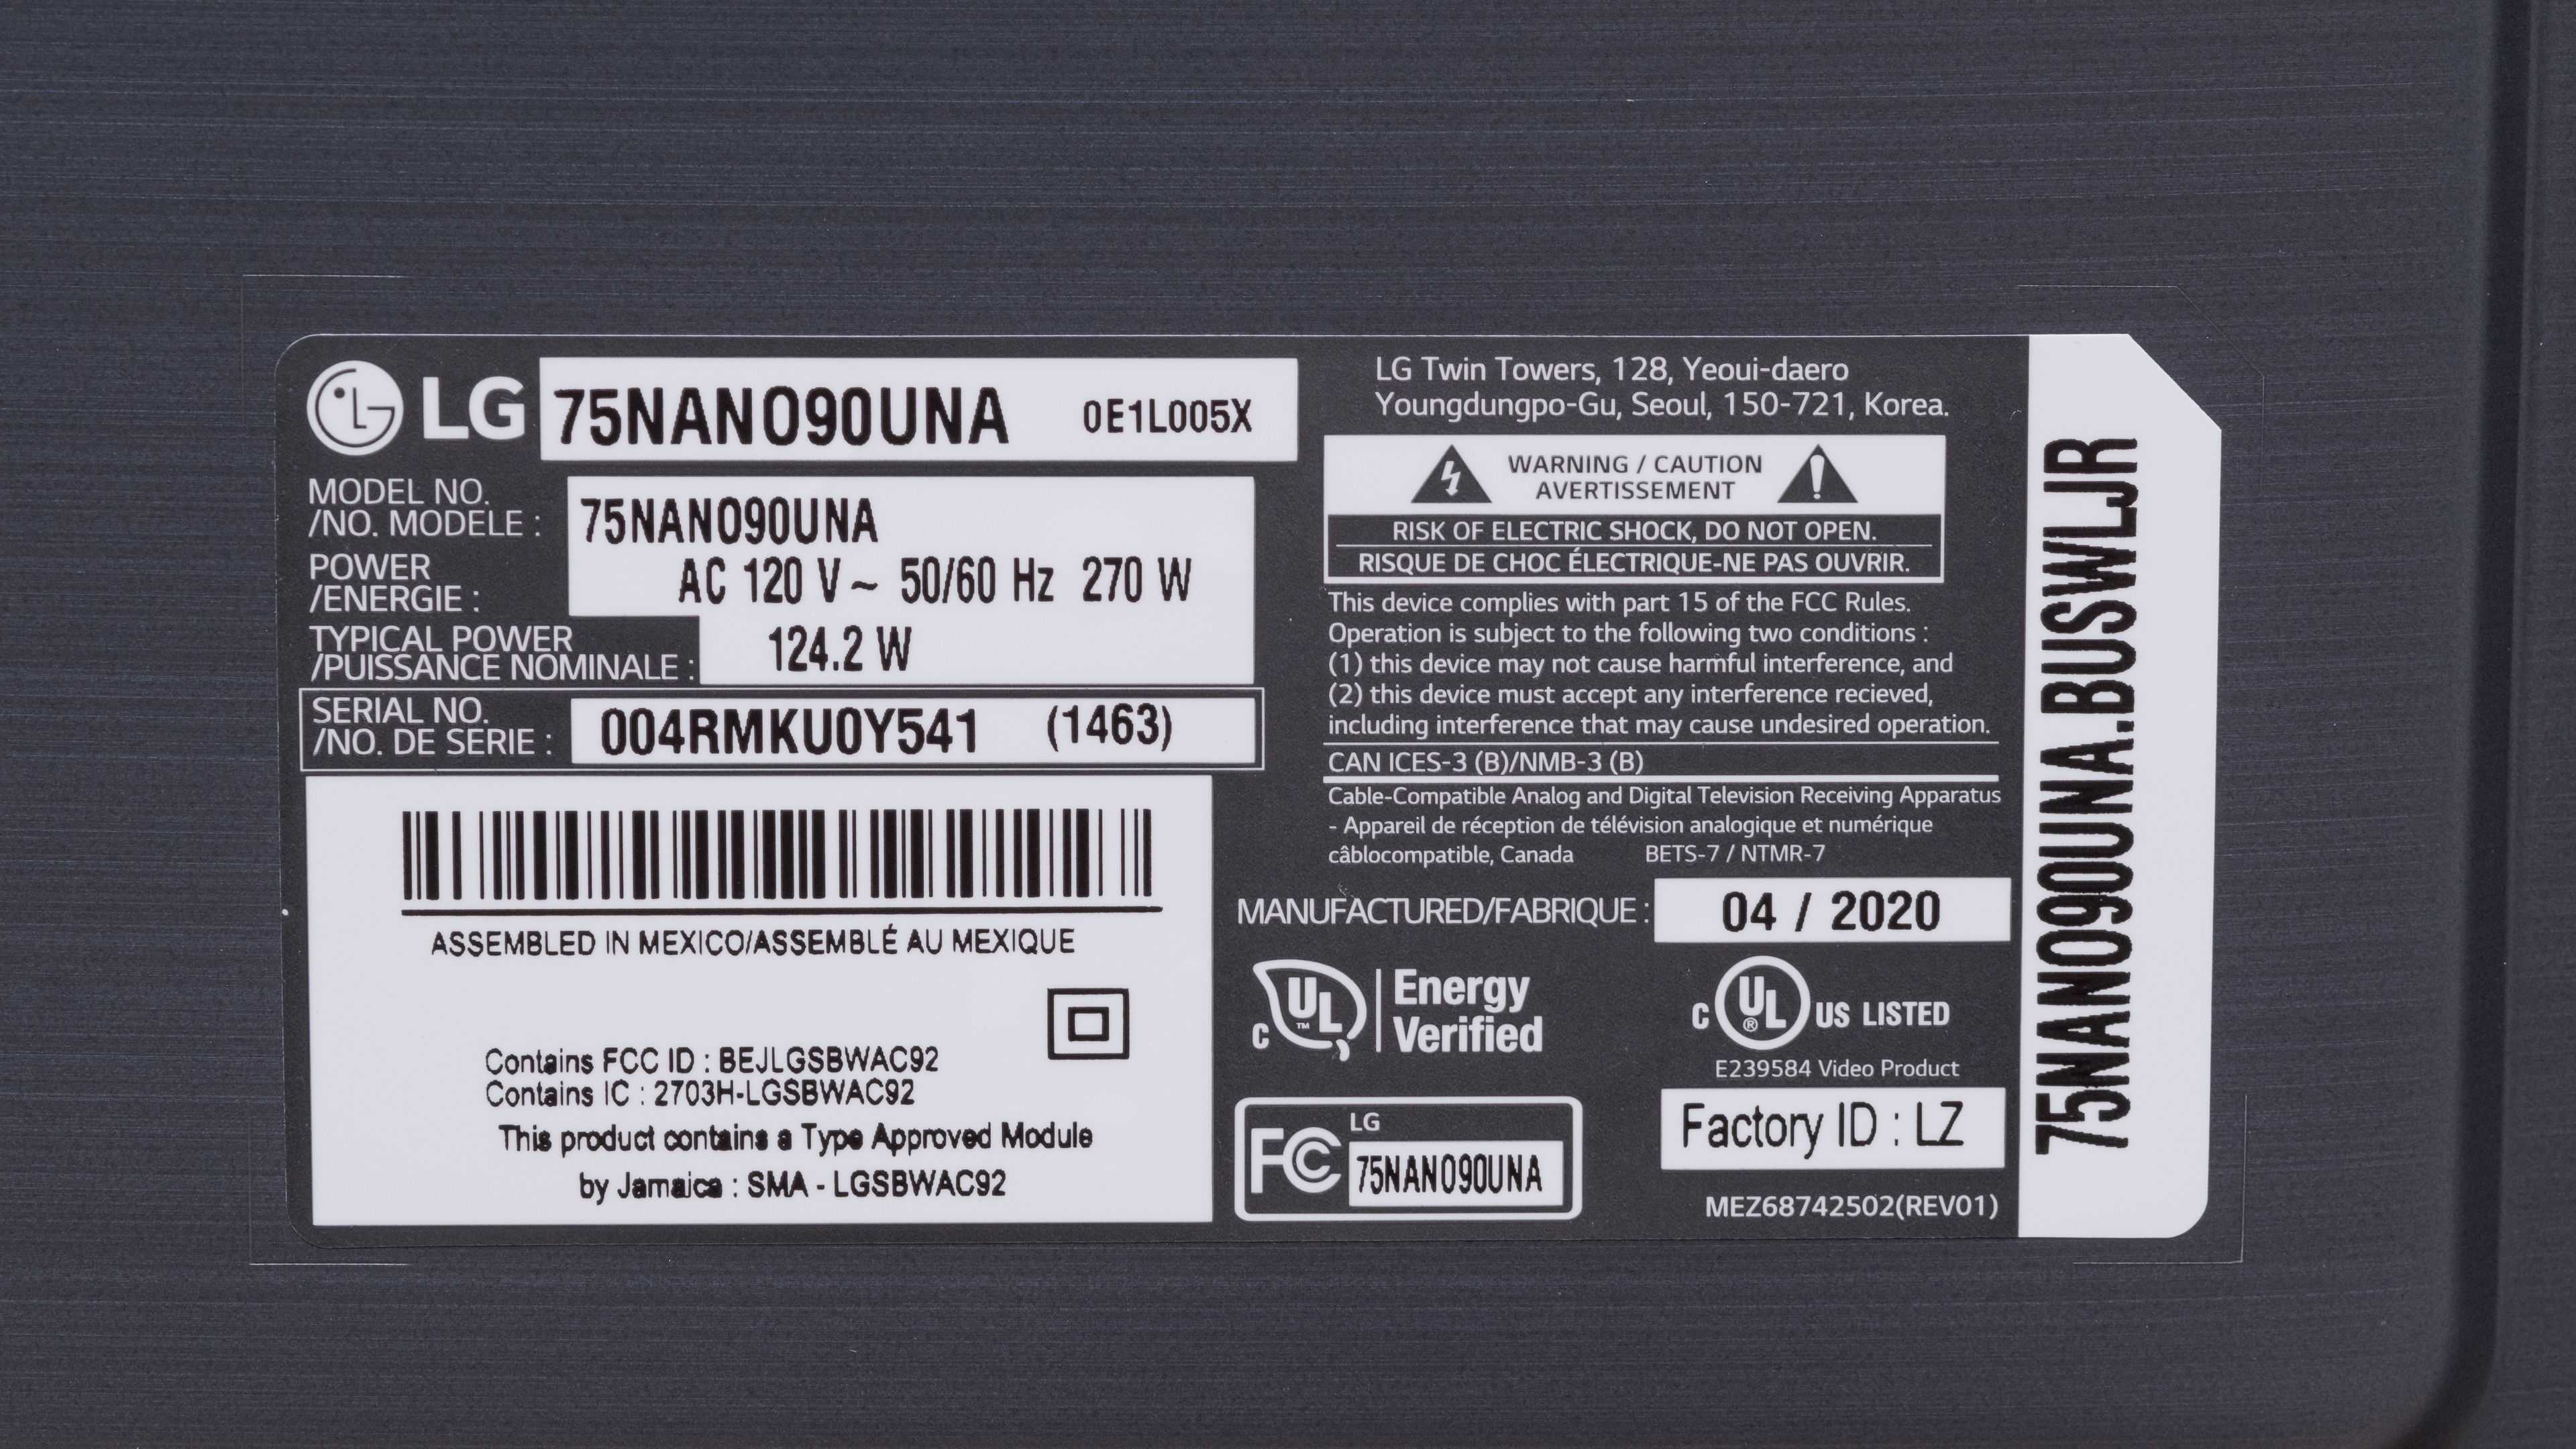 LG 75NANO90UNA 0E1L005X
MODEL NO.
/NO. MODELE : 75NANO90UNA
POWER
/ENERGIE : AC 120 V ~ 50/60 Hz 270 W
TYPICAL POWER
/PUISSANCE NOMINALE : 124.2 W
SERIAL NO.
/NO. DE SERIE : 004RMKU0Y541 (1463)
ASSEMBLED IN MEXICO/ASSEMBLÉ AU MEXIQUE
Contains FCC ID : BEJLGSBWAC92
Contains IC : 2703H-LGSBWAC92
This product contains a Type Approved Module
by Jamaica : SMA - LGSBWAC92
LG Twin Towers, 128, Yeoui-daero
Youngdungpo-Gu, Seoul, 150-721, Korea.
WARNING / CAUTION
AVERTISSEMENT
RISK OF ELECTRIC SHOCK, DO NOT OPEN.
RISQUE DE CHOC ÉLECTRIQUE-NE PAS OUVRIR.
This device complies with part 15 of the FCC Rules.
Operation is subject to the following two conditions :
(1) this device may not cause harmful interference, and
(2) this device must accept any interference recieved,
including interference that may cause undesired operation.
CAN ICES-3 (B)/NMB-3 (B)
Cable-Compatible Analog and Digital Television Receiving Apparatus
- Appareil de réception de télévision analogique et numérique
câblocompatible, Canada BETS-7 / NTMR-7
MANUFACTURED/FABRIQUE : 04 / 2020
C UL ™ Energy
Verified
C UL ® US LISTED
E239584 Video Product
FC LG
75NANO90UNA
Factory ID : LZ
MEZ68742502(REV01)
75NANO90UNA.BUSWLJR